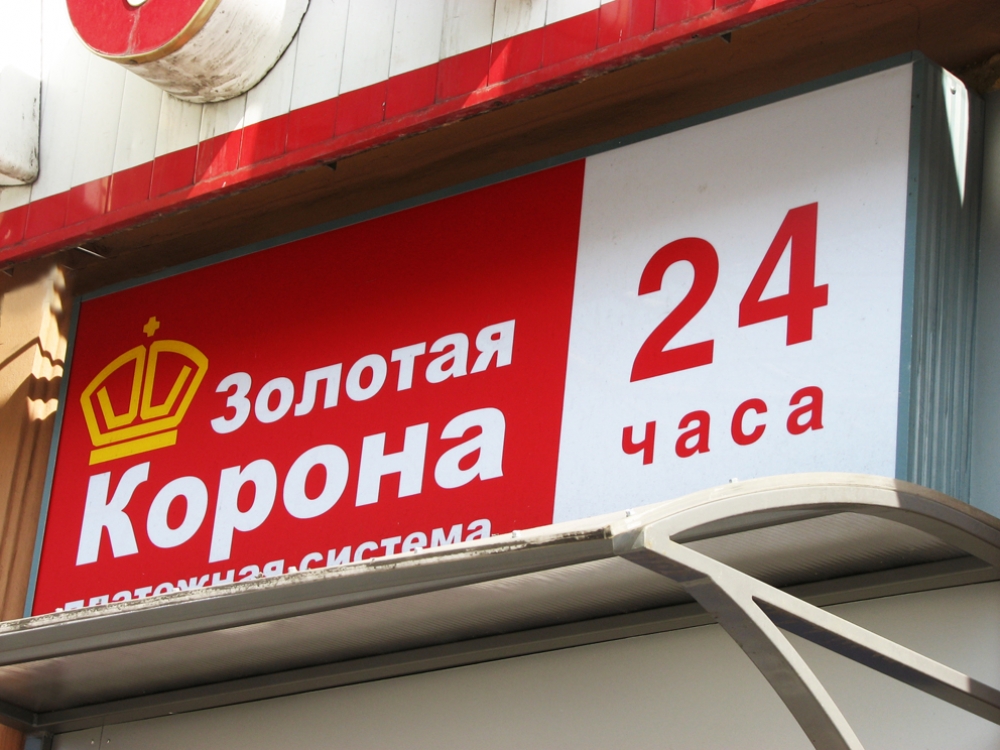 Золотая
Корона
платежная система
24
часа